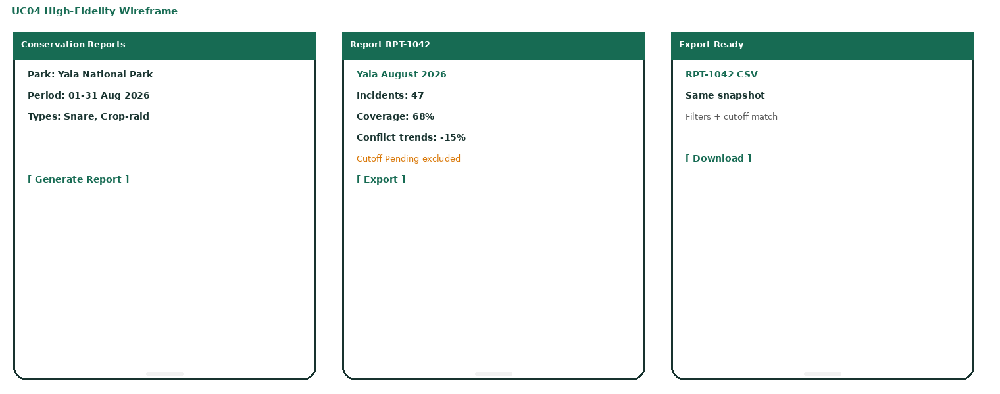 UC04 High-Fidelity Wireframe
Conservation Reports
Park: Yala National Park
Period: 01-31 Aug 2026
Types: Snare, Crop-raid
[ Generate Report ]
Report RPT-1042
Yala August 2026
Incidents: 47
Coverage: 68%
Conflict trends: -15%
Cutoff Pending excluded
[ Export ]
Export Ready
RPT-1042 CSV
Same snapshot
Filters + cutoff match
[ Download ]